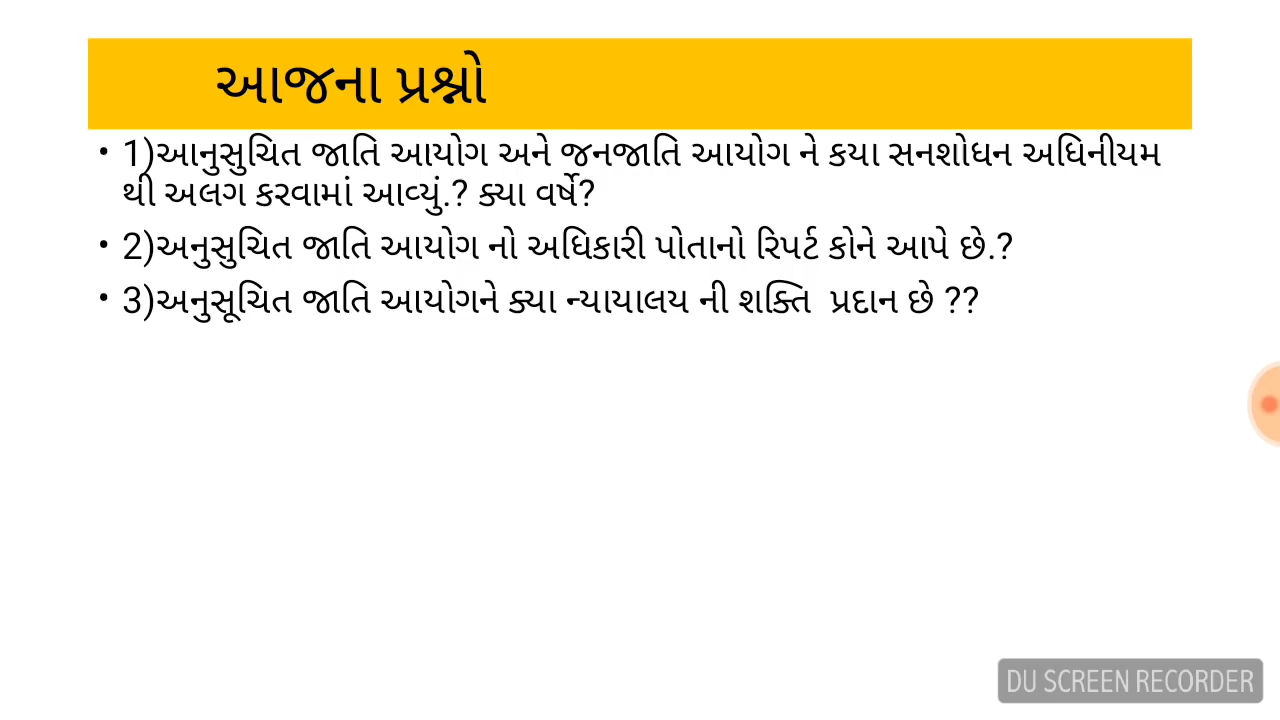 આજના પ્રશ્નો
• 1)આનુસુચિત જાતિ આયોગ અને જનજાતિ આયોગ ને કયા સનશોધન અધિનીયમ
થી અલગ કરવામાં આવ્યું.? ક્યા વર્ષે?
• 2)અનુસુચિત જાતિ આયોગ નો અધિકારી પોતાનો રિપર્ટ કોને આપે છે.?
• 3)અનુસૂચિત જાતિ આયોગને ક્યા ન્યાયાલય ની શક્તિ પ્રદાન છે ??
DU SCREEN RECORDER